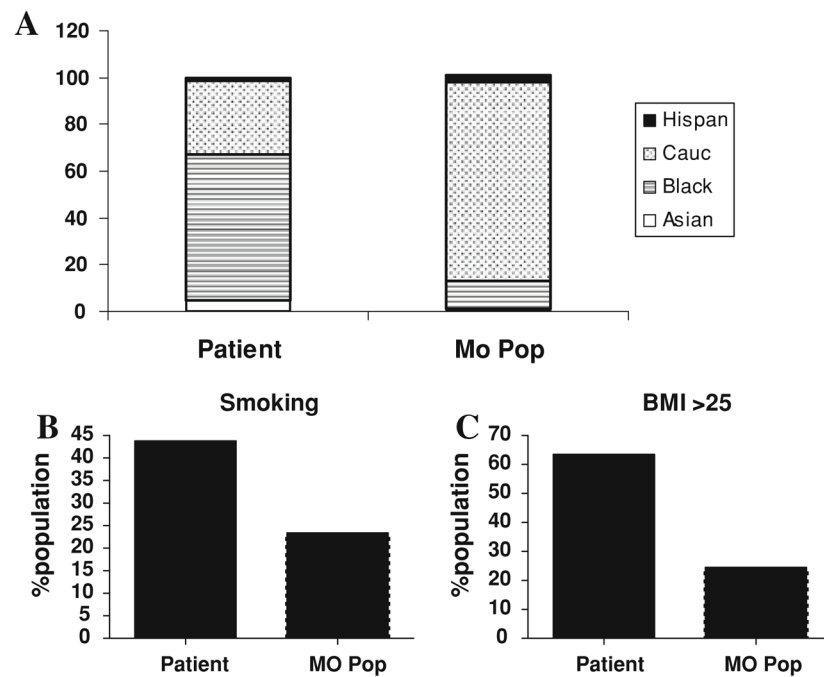 A
120
100
80
60
40
20
0
Patient
Mo Pop
Hispan
Cauc
Black
Asian
B
Smoking
%population
45
40
35
30
25
20
15
10
5
0
Patient
MO Pop
C
BMI >25
%population
70
60
50
40
30
20
10
0
Patient
MO Pop